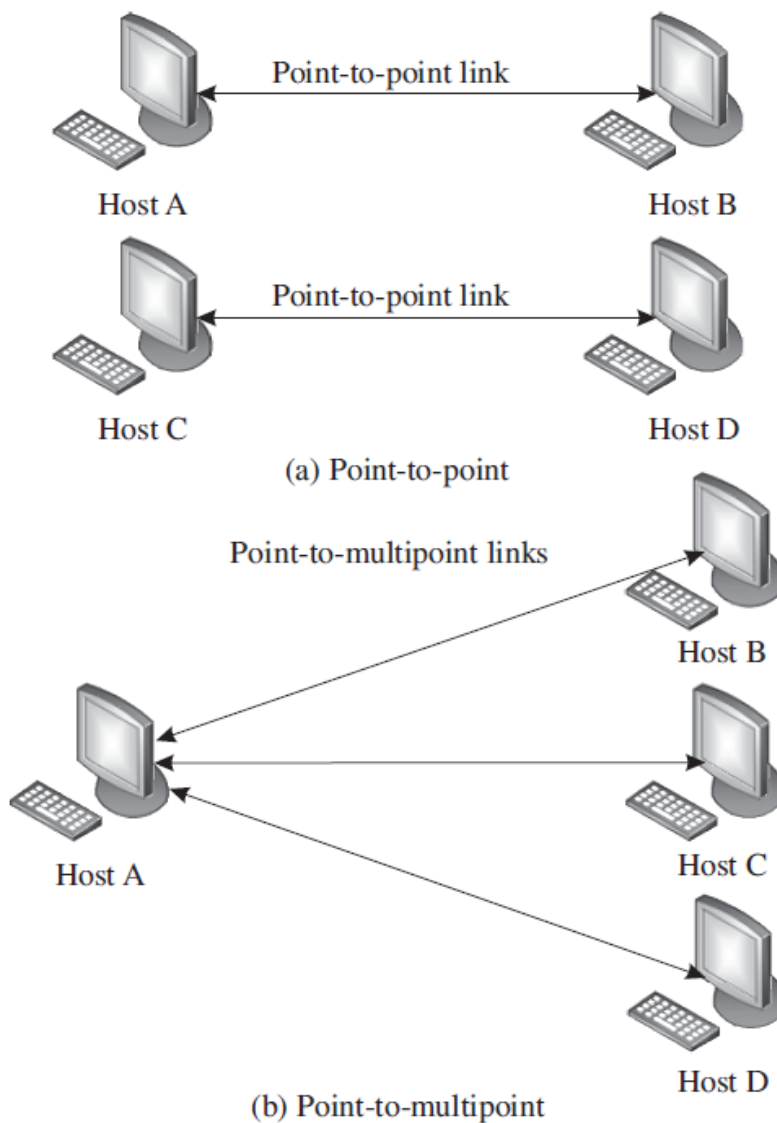 Point-to-point link
Host A
Host B
Point-to-point link
Host C
Host D
(a) Point-to-point
Point-to-multipoint links
Host B
Host A
Host C
Host D
(b) Point-to-multipoint